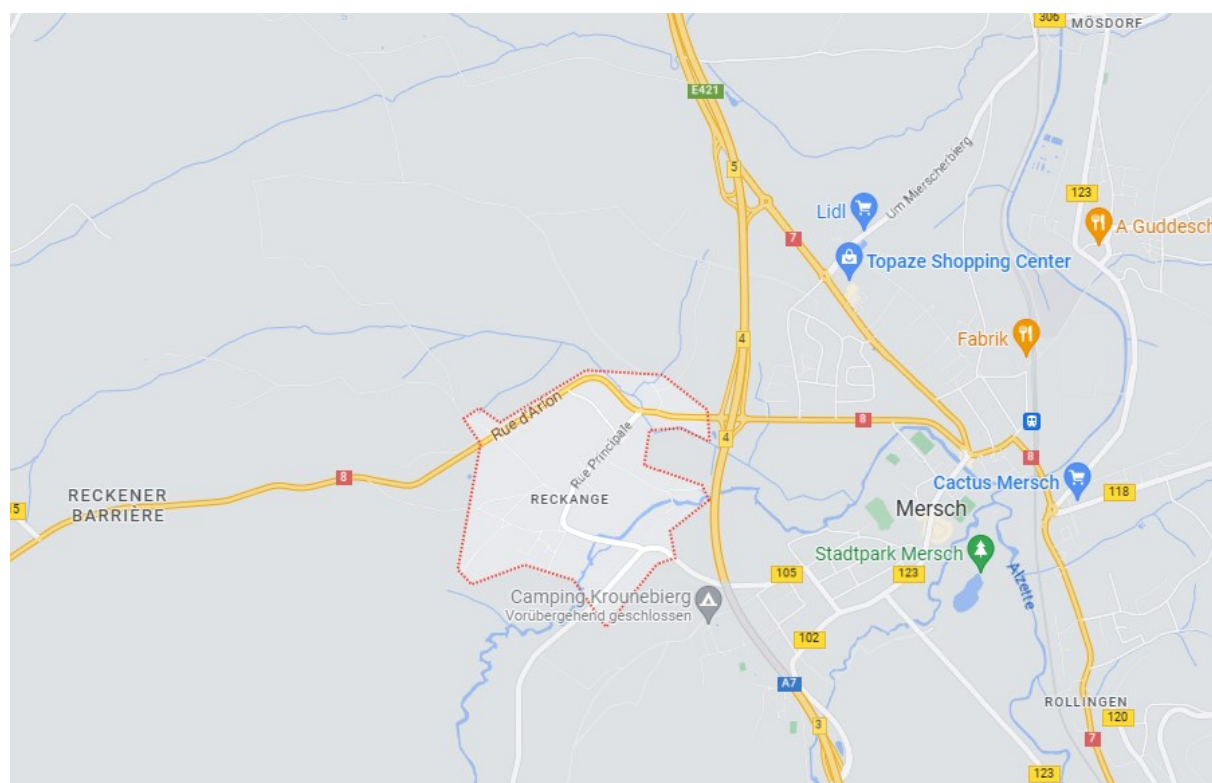 306
MÖSDORF
E421
5
Um Mierscherbierg
123
Lidl
7
A Guddesch
Topaze Shopping Center
4
Fabrik
Rue d'Arlon
8
4
8
Rue Principale
8
RECKENER
BARRIÈRE
5
RECKANGE
Cactus Mersch
118
Mersch
Stadtpark Mersch
105
123
Alzette
Camping Krounebierg
Vorübergehend geschlossen
102
A7
ROLLINGEN
120
3
7
123